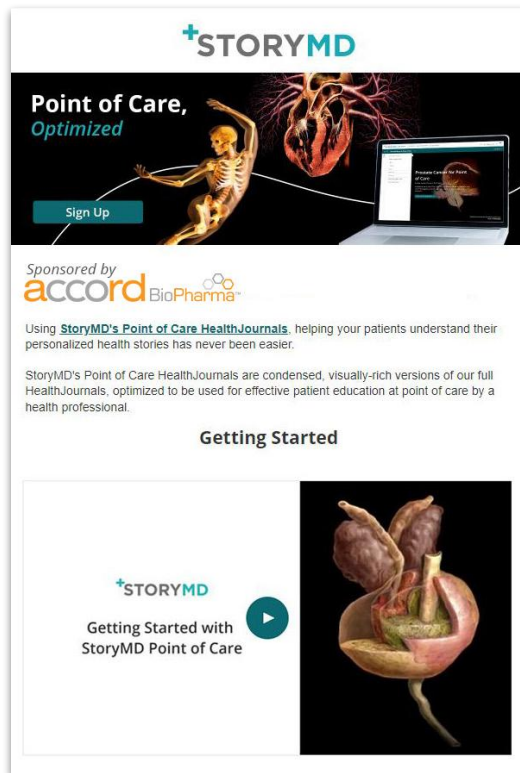 +STORYMD
Point of Care,
Optimized
Sign Up
Prostate Cancer for Point
of Care
Sponsored by
accord BioPharma™
Using StoryMD's Point of Care HealthJournals, helping your patients understand their
personalized health stories has never been easier.
StoryMD's Point of Care HealthJournals are condensed, visually-rich versions of our full
HealthJournals, optimized to be used for effective patient education at point of care by a
health professional.
Getting Started
+STORYMD
Getting Started with
StoryMD Point of Care